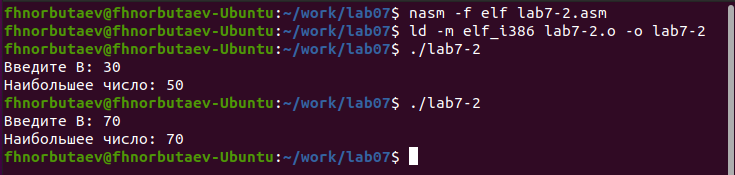 fhnorbutaev@fhnorbutaev-Ubuntu:~/work/lab07$ nasm -f elf lab7-2.asm
fhnorbutaev@fhnorbutaev-Ubuntu:~/work/lab07$ ld -m elf_i386 lab7-2.o -o lab7-2
fhnorbutaev@fhnorbutaev-Ubuntu:~/work/lab07$ ./lab7-2
Введите B: 30
Наибольшее число: 50
fhnorbutaev@fhnorbutaev-Ubuntu:~/work/lab07$ ./lab7-2
Введите B: 70
Наибольшее число: 70
fhnorbutaev@fhnorbutaev-Ubuntu:~/work/lab07$